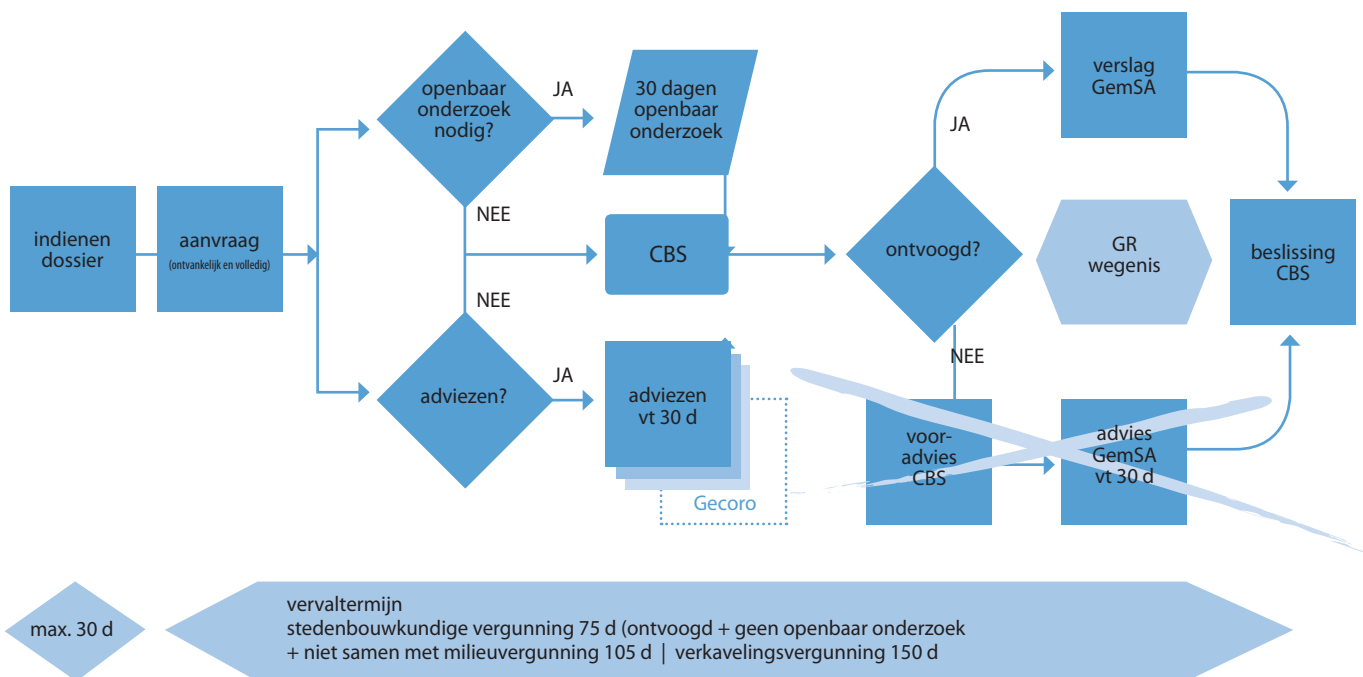 indienen
dossier
aanvraag
(ontvankelijk en volledig)
openbaar
onderzoek
nodig?
JA
NEE
30 dagen
openbaar
onderzoek
CBS
NEE
adviezen?
JA
adviezen
vt 30 d
Gecoro
ontvoogd?
JA
NEE
verslag
GemSA
GR
wegenis
beslissing
CBS
voor-
advies
CBS
advies
GemSA
vt 30 d
max. 30 d
vervaltermijn
stedenbouwkundige vergunning 75 d (ontvoogd + geen openbaar onderzoek
+ niet samen met milieuvergunning 105 d | verkavelingsvergunning 150 d